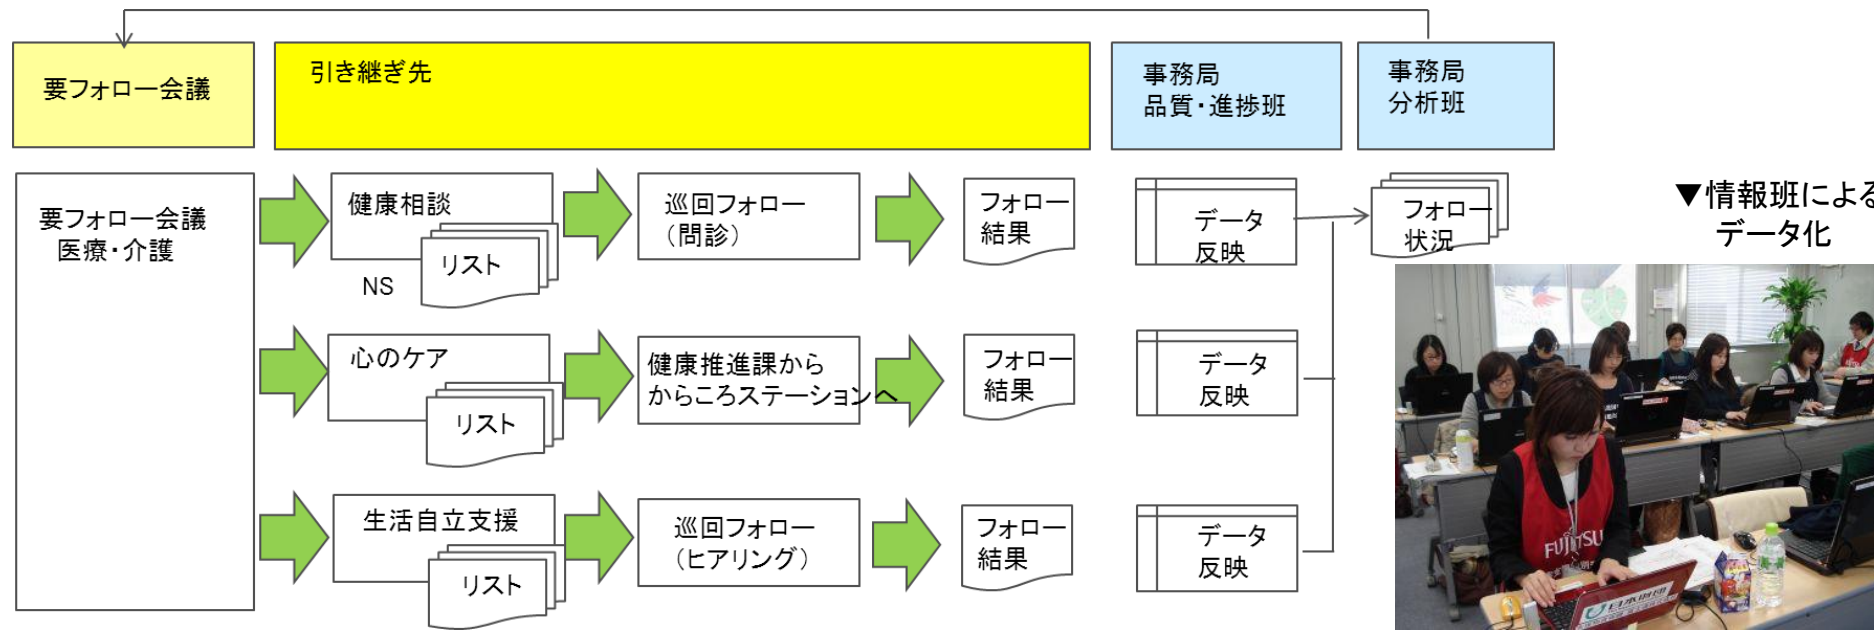 要フォロー会議
引き継ぎ先
事務局
品質・進捗班
事務局
分析班
要フォロー会議
医療・介護
健康相談
リスト
NS
巡回フォロー
(問診)
フォロー
結果
データ
反映
フォロー
状況
▼情報班による
データ化
心のケア
リスト
健康推進課から
からころステーションへ
フォロー
結果
データ
反映
生活自立支援
リスト
巡回フォロー
(ヒアリング)
フォロー
結果
データ
反映
FUJITSU
日本財団